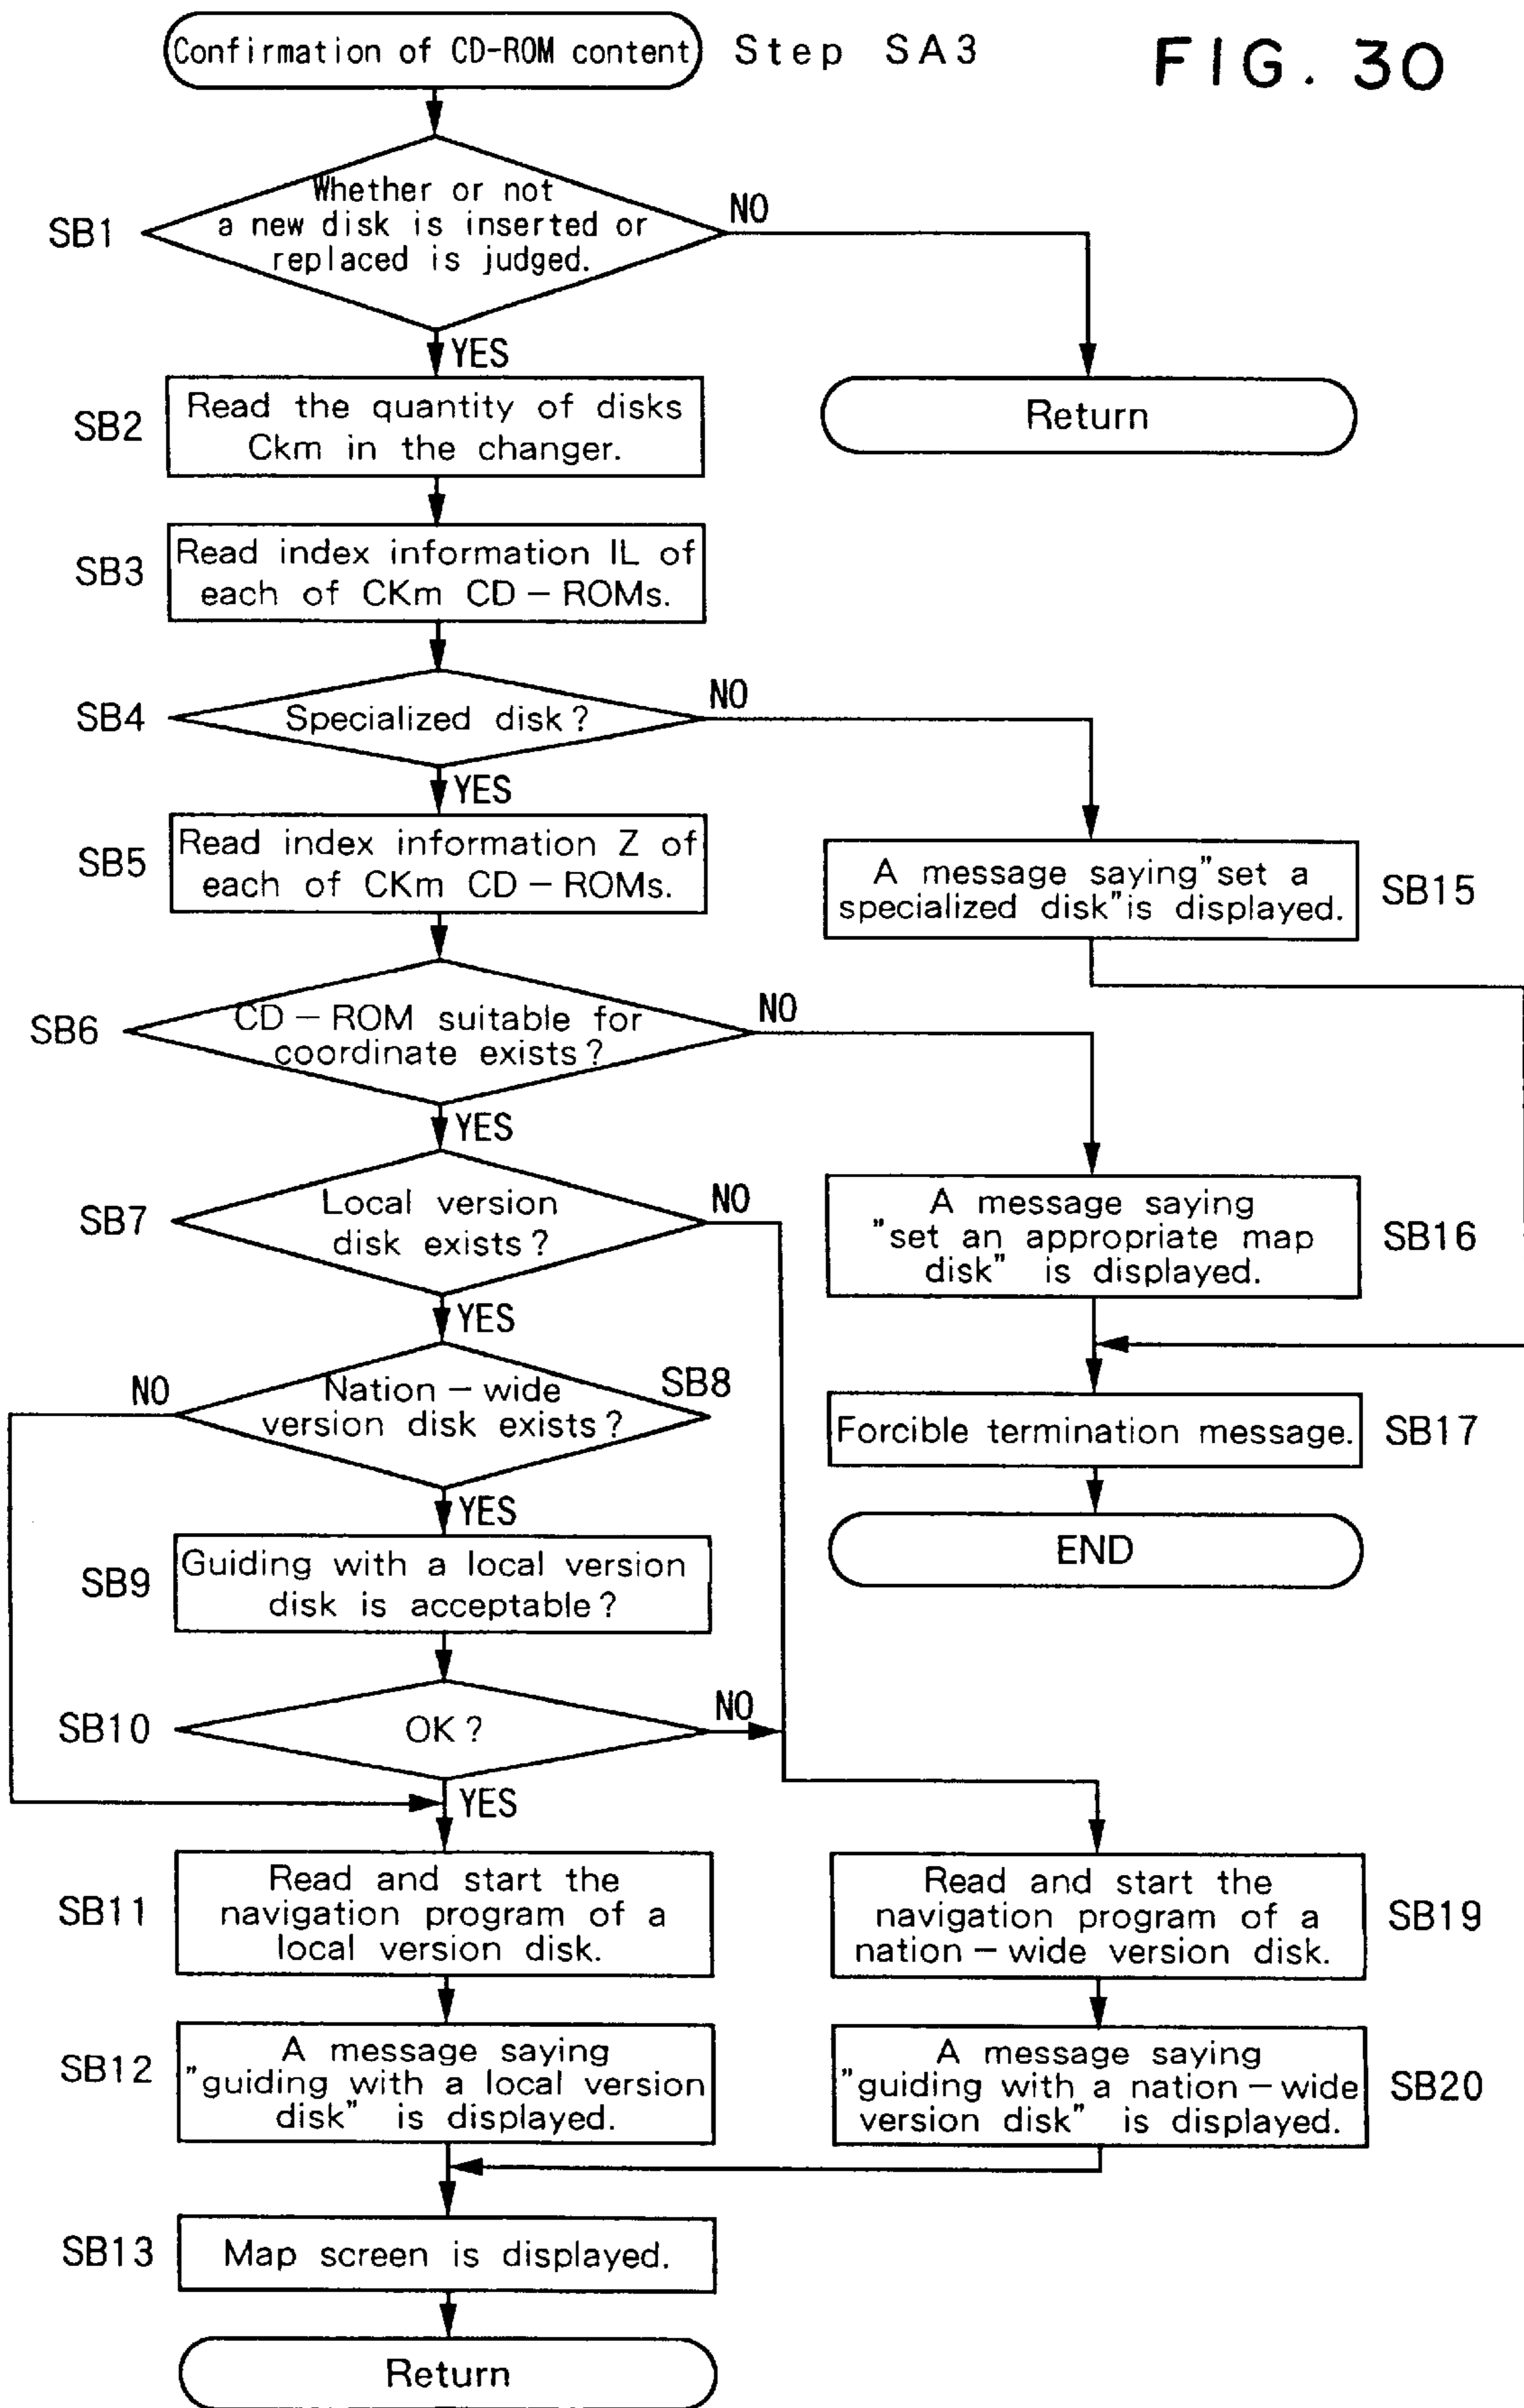 Confirmation of CD-ROM content
Step SA3
FIG. 30
SB1
Whether or not
a new disk is inserted or
replaced is judged.
NO
YES
Return
SB2
Read the quantity of disks
Ckm in the changer.
SB3
Read index information IL of
each of CKm CD-ROMs.
SB4
Specialized disk?
NO
YES
SB5
Read index information Z of
each of CKm CD-ROMs.
A message saying "set a
specialized disk" is displayed.
SB15
SB6
CD-ROM suitable for
coordinate exists?
NO
YES
SB7
Local version
disk exists?
NO
YES
A message saying
"set an appropriate map
disk" is displayed.
SB16
NO
Nation-wide
version disk exists?
SB8
YES
Forcible termination message.
SB17
END
SB9
Guiding with a local version
disk is acceptable?
SB10
OK?
NO
YES
SB11
Read and start the
navigation program of a
local version disk.
Read and start the
navigation program of a
nation-wide version disk.
SB19
SB12
A message saying
"guiding with a local version
disk" is displayed.
A message saying
"guiding with a nation-wide
version disk" is displayed.
SB20
SB13
Map screen is displayed.
Return